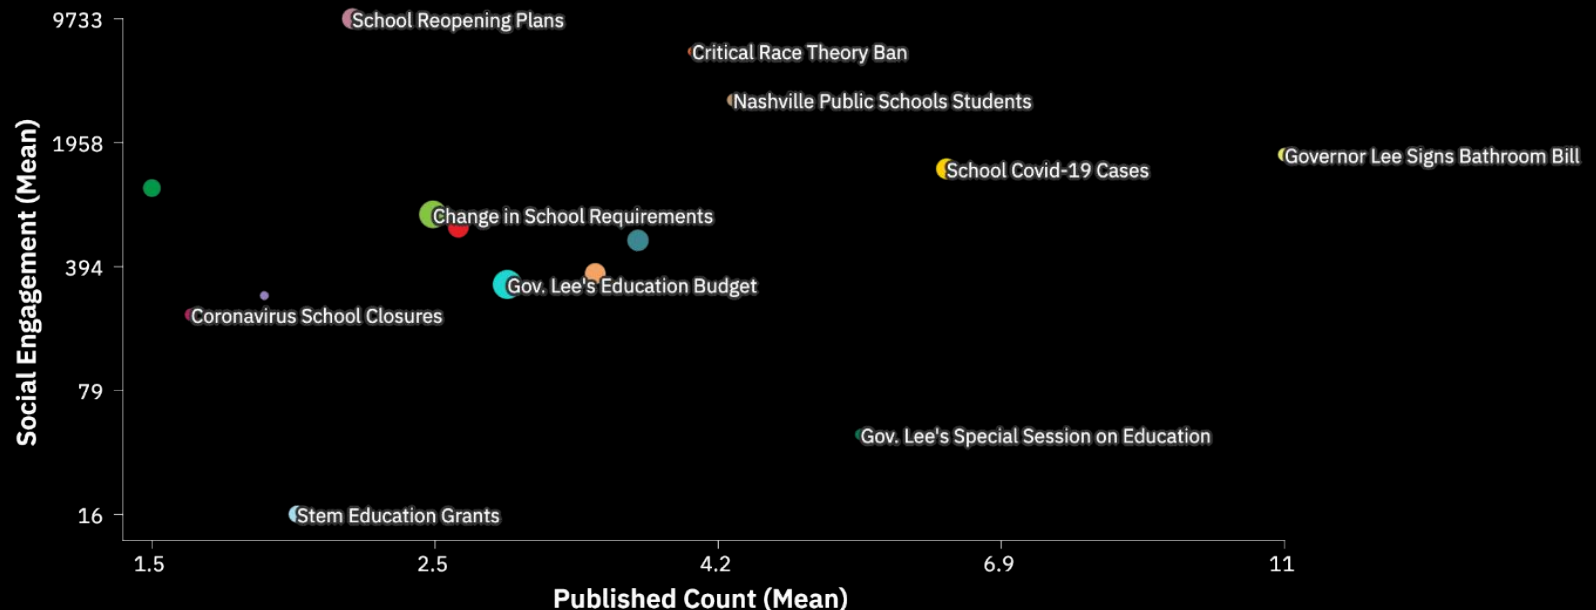 9733
School Reopening Plans
Critical Race Theory Ban
Nashville Public Schools Students
1958
Governor Lee Signs Bathroom Bill
School Covid-19 Cases
Change in School Requirements
394
Gov. Lee's Education Budget
Coronavirus School Closures
79
Gov. Lee's Special Session on Education
16
Stem Education Grants
Social Engagement (Mean)
1.5 2.5 4.2 6.9 11
Published Count (Mean)